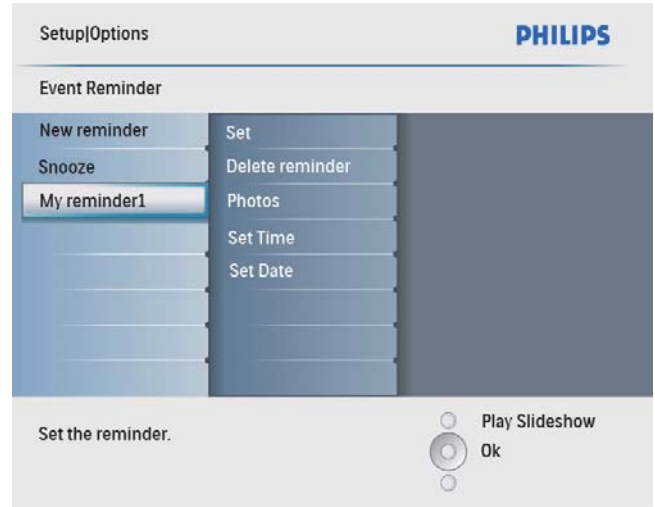 Setup|Options
PHILIPS
Event Reminder
New reminder
Snooze
My reminder1
Set
Delete reminder
Photos
Set Time
Set Date
Set the reminder.
Play Slideshow
Ok